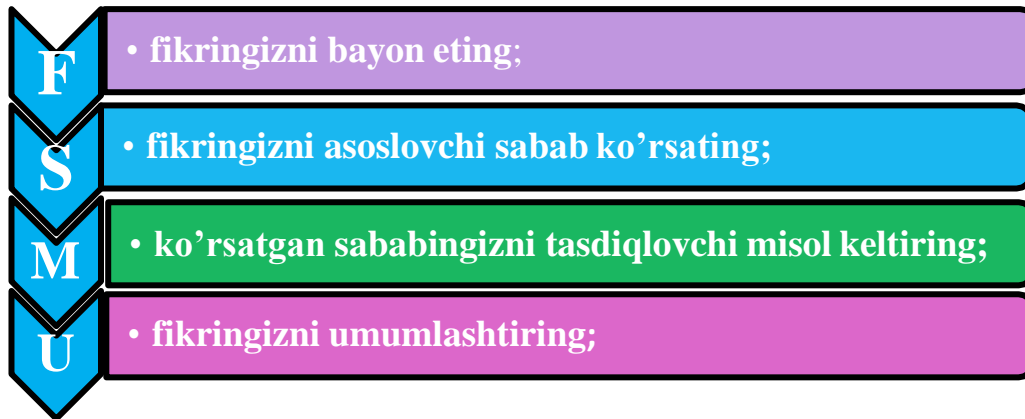 F
• fikringizni bayon eting;
S
• fikringizni asoslovchi sabab ko’rsating;
M
• ko’rsatgan sababingizni tasdiqlovchi misol keltiring;
U
• fikringizni umumlashtiring;